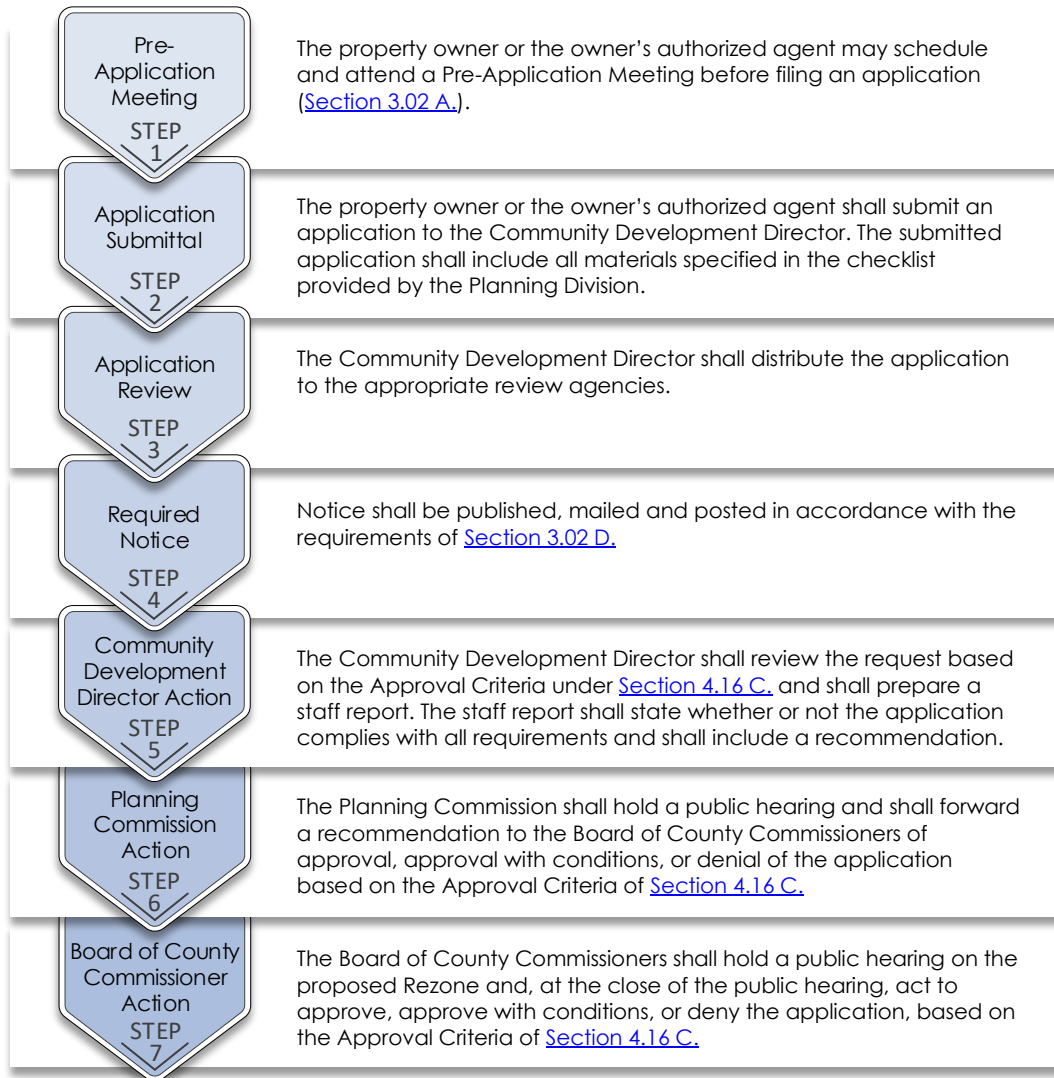 Pre-
Application
Meeting
STEP
1
The property owner or the owner’s authorized agent may schedule
and attend a Pre-Application Meeting before filing an application
(Section 3.02 A.).
Application
Submittal
STEP
2
The property owner or the owner’s authorized agent shall submit an
application to the Community Development Director. The submitted
application shall include all materials specified in the checklist
provided by the Planning Division.
Application
Review
STEP
3
The Community Development Director shall distribute the application
to the appropriate review agencies.
Required
Notice
STEP
4
Notice shall be published, mailed and posted in accordance with the
requirements of Section 3.02 D.
Community
Development
Director Action
STEP
5
The Community Development Director shall review the request based
on the Approval Criteria under Section 4.16 C. and shall prepare a
staff report. The staff report shall state whether or not the application
complies with all requirements and shall include a recommendation.
Planning
Commission
Action
STEP
6
The Planning Commission shall hold a public hearing and shall forward
a recommendation to the Board of County Commissioners of
approval, approval with conditions, or denial of the application
based on the Approval Criteria of Section 4.16 C.
Board of County
Commissioner
Action
STEP
7
The Board of County Commissioners shall hold a public hearing on the
proposed Rezone and, at the close of the public hearing, act to
approve, approve with conditions, or deny the application, based on
the Approval Criteria of Section 4.16 C.